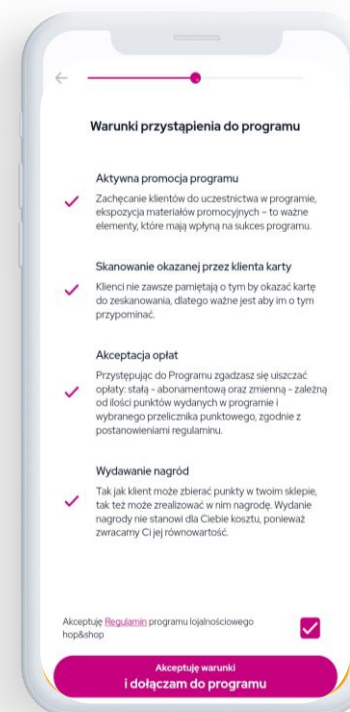 Warunki przystąpienia do programu
Aktywna promocja programu
Zachęcanie klientów do uczestnictwa w programie,
ekspozycja materiałów promocyjnych – to ważne
elementy, które mają wpłyną na sukces programu.
Skanowanie okazanej przez klienta karty
Klienci nie zawsze pamiętają o tym by okazać kartę
do zeskanowania, dlatego ważne jest aby im o tym
przypominać.
Akceptacja opłat
Przystępując do Programu zgadzasz się uiszczać
opłaty: stałą - abonamentową oraz zmienną - zależną
od ilości punktów wydanych w programie i
wybranego przelicznika punktowego, zgodnie z
postanowieniami regulaminu.
Wydawanie nagród
Tak jak klient może zbierać punkty w twoim sklepie,
tak też może zrealizować w nim nagrodę. Wydanie
nagrody nie stanowi dla Ciebie kosztu, ponieważ
zwracamy Ci jej równowartość.
Akceptuję Regulamin programu lojalnościowego
hop&shop
Akceptuję warunki
i dołączam do programu